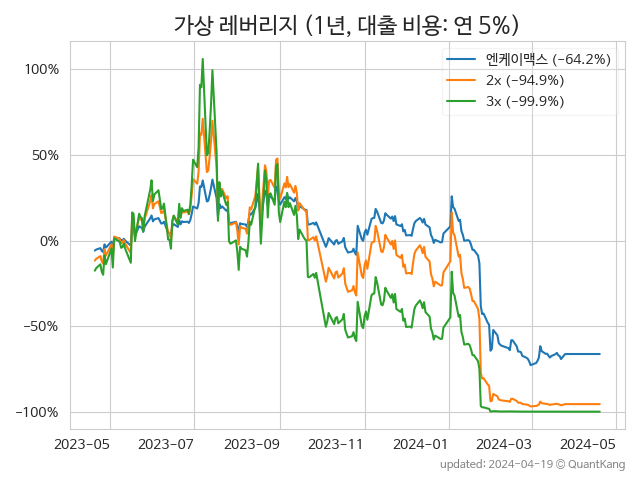 가상 레버리지 (1년, 대출 비용: 연 5%)
엔케이맥스 (−64.2%)
2x (−94.9%)
3x (−99.9%)
100%
50%
0%
−50%
−100%
2023-05 2023-07 2023-09 2023-11 2024-01 2024-03 2024-05
updated: 2024-04-19 © QuantKang